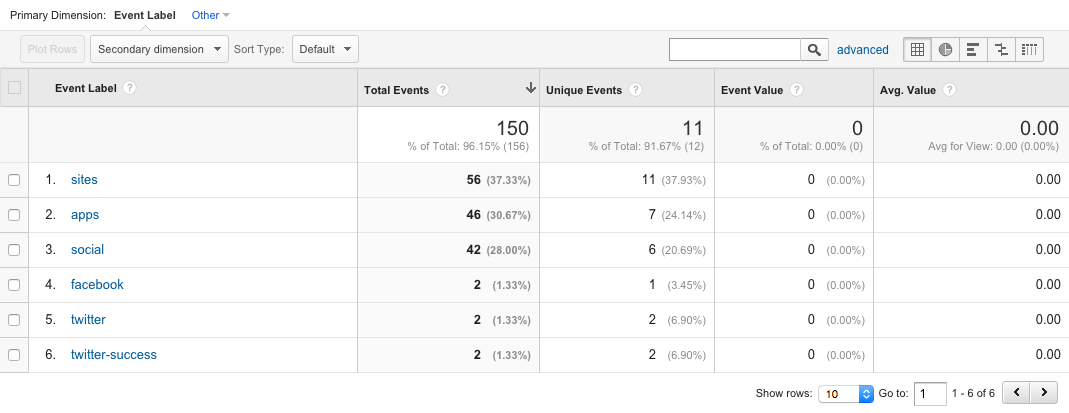 Primary Dimension: Event Label Other
Plot Rows Secondary dimension Sort Type: Default advanced
Event Label ? Total Events ? Unique Events ? Event Value ? Avg. Value ?
150 11 0 0.00
% of Total: 96.15% (156) % of Total: 91.67% (12) % of Total: 0.00% (0) Avg for View: 0.00 (0.00%)
1. sites 56 (37.33%) 11 (37.93%) 0 (0.00%) 0.00
2. apps 46 (30.67%) 7 (24.14%) 0 (0.00%) 0.00
3. social 42 (28.00%) 6 (20.69%) 0 (0.00%) 0.00
4. facebook 2 (1.33%) 1 (3.45%) 0 (0.00%) 0.00
5. twitter 2 (1.33%) 2 (6.90%) 0 (0.00%) 0.00
6. twitter-success 2 (1.33%) 2 (6.90%) 0 (0.00%) 0.00
Show rows: 10 Go to: 1 1 - 6 of 6